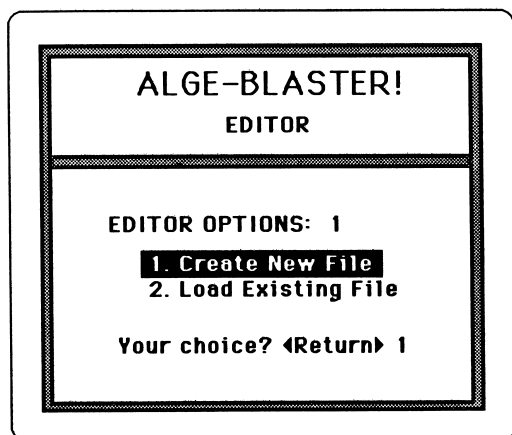 ALGE-BLASTER!
EDITOR
EDITOR OPTIONS: 1
1. Create New File
2. Load Existing File
Your choice? ◀Return▶ 1